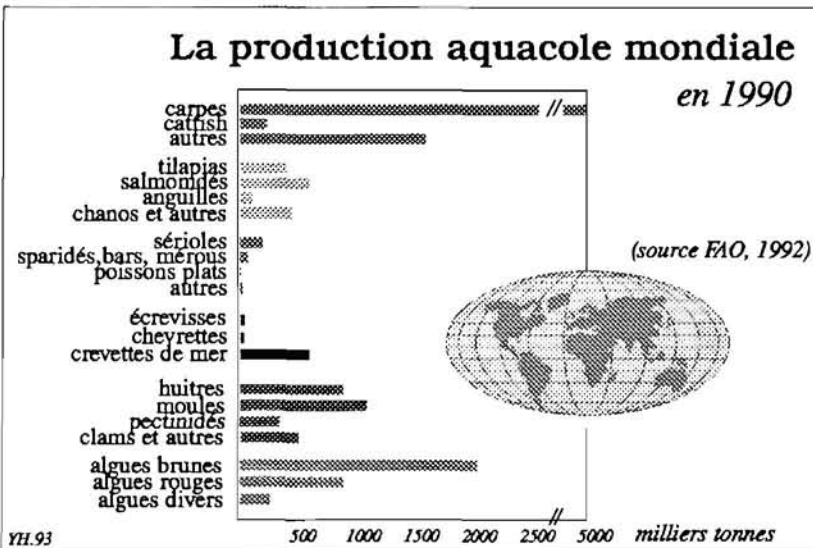 La production aquacole mondiale
en 1990
carpes
catfish
autres
tilapias
salmomdés
anguilles
chanos et autres
sérioles
sparidés,bars, mérous
poissons plats
autres
écrevisses
chevrettes
crevettes de mer
huitres
moules
pectinidés
clams et autres
algues brunes
algues rouges
algues divers
(source FAO, 1992)
500 1000 1500 2000 2500 // 5000 milliers tonnes
YH.93